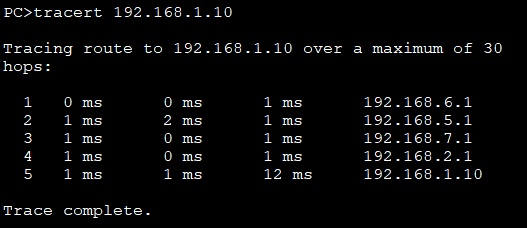 PC>tracert 192.168.1.10
Tracing route to 192.168.1.10 over a maximum of 30
hops:
1 0 ms 0 ms 1 ms 192.168.6.1
2 1 ms 2 ms 1 ms 192.168.5.1
3 1 ms 0 ms 1 ms 192.168.7.1
4 1 ms 0 ms 1 ms 192.168.2.1
5 1 ms 1 ms 12 ms 192.168.1.10
Trace complete.